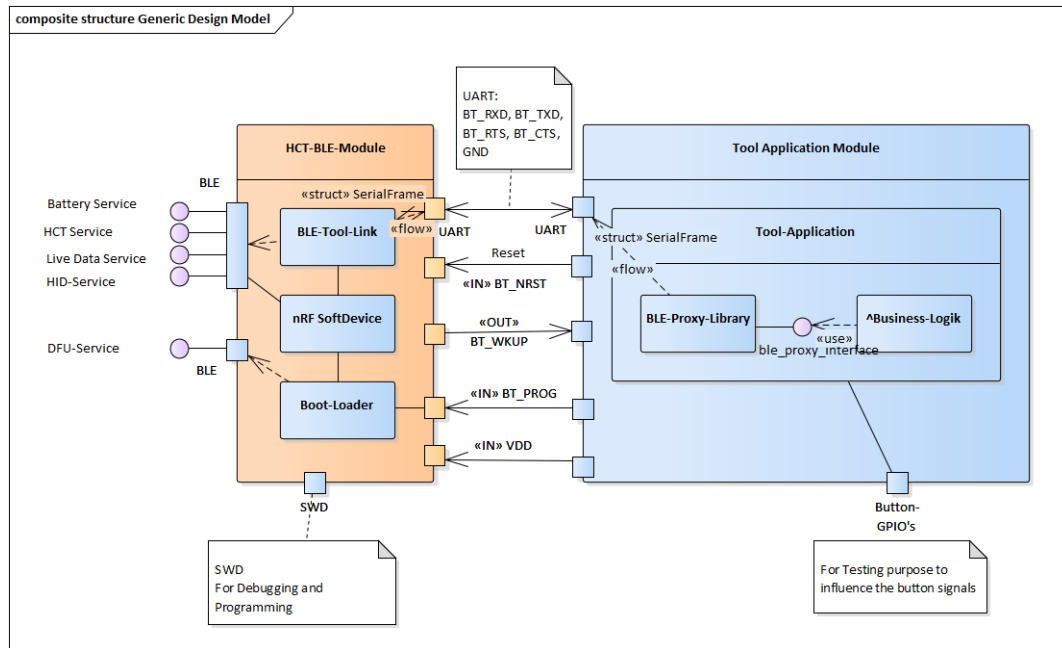 composite structure Generic Design Model
UART:
BT_RXD, BT_TXD,
BT_RTS, BT_CTS,
GND
HCT-BLE-Module
Tool Application Module
BLE
Battery Service
HCT Service
Live Data Service
HID-Service
«struct» SerialFrame
«flow»
BLE-Tool-Link
UART
UART
«struct» SerialFrame
«flow»
Tool-Application
Reset
«IN» BT_NRST
nRF SoftDevice
«OUT»
BT_WKUP
BLE-Proxy-Library
^Business-Logik
«use»
ble_proxy_interface
DFU-Service
BLE
Boot-Loader
«IN» BT_PROG
«IN» VDD
SWD
Button-
GPIO's
SWD
For Debugging and
Programming
For Testing purpose to
influence the button signals